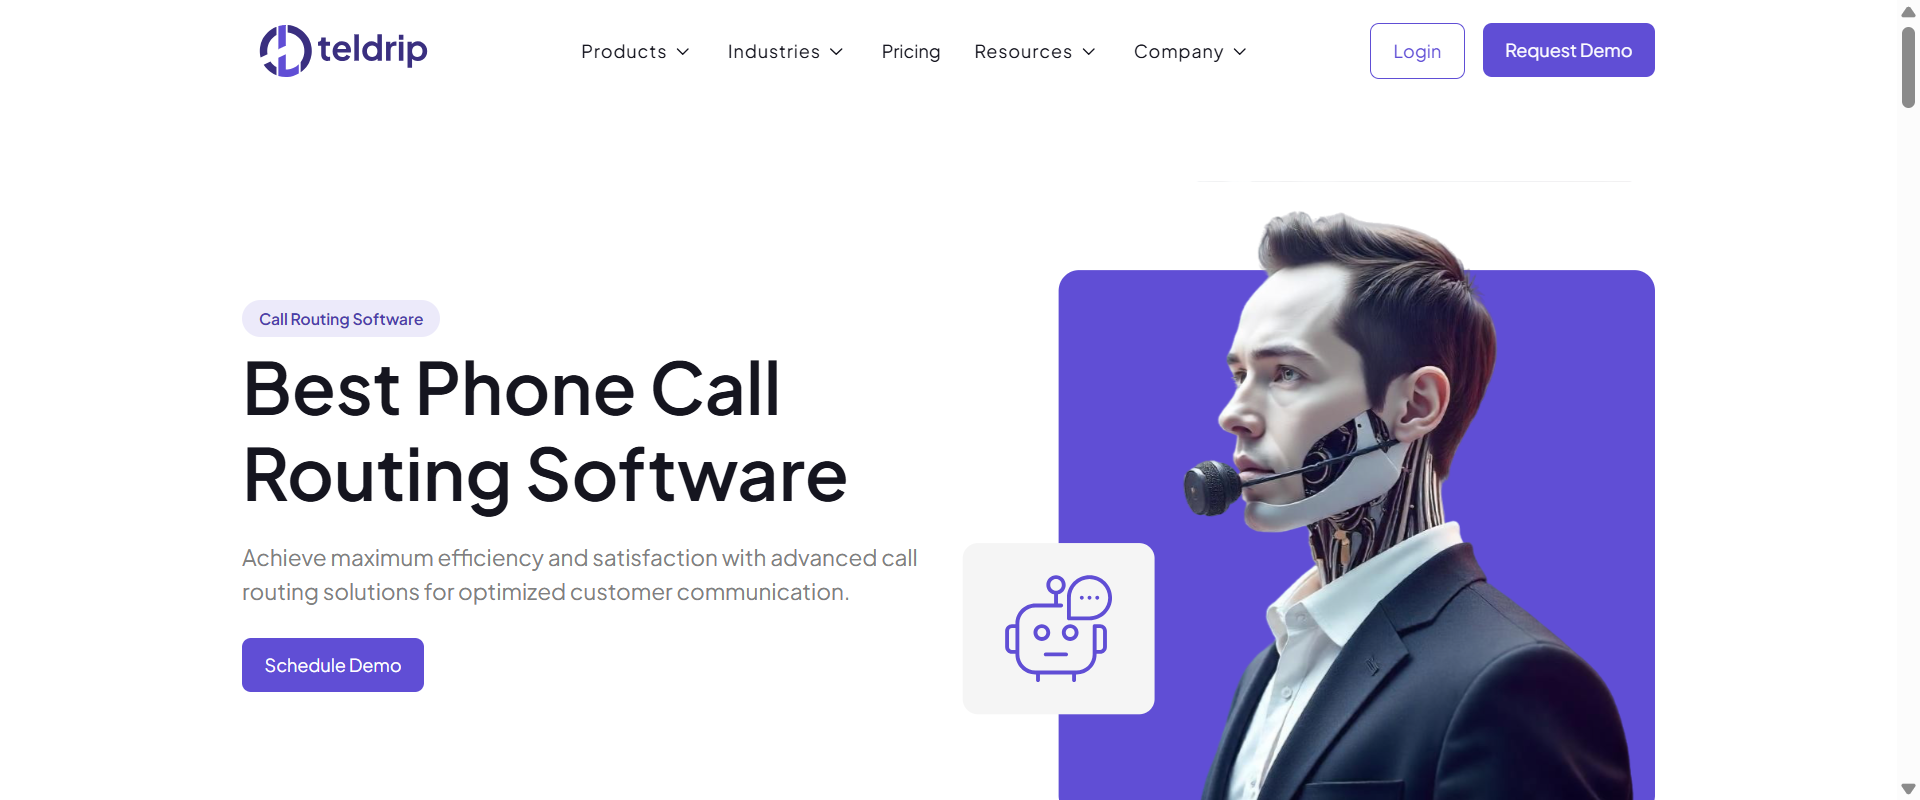 teldrip
Products
Industries
Pricing
Resources
Company
Login
Request Demo
Call Routing Software
Best Phone Call
Routing Software
Achieve maximum efficiency and satisfaction with advanced call
routing solutions for optimized customer communication.
Schedule Demo